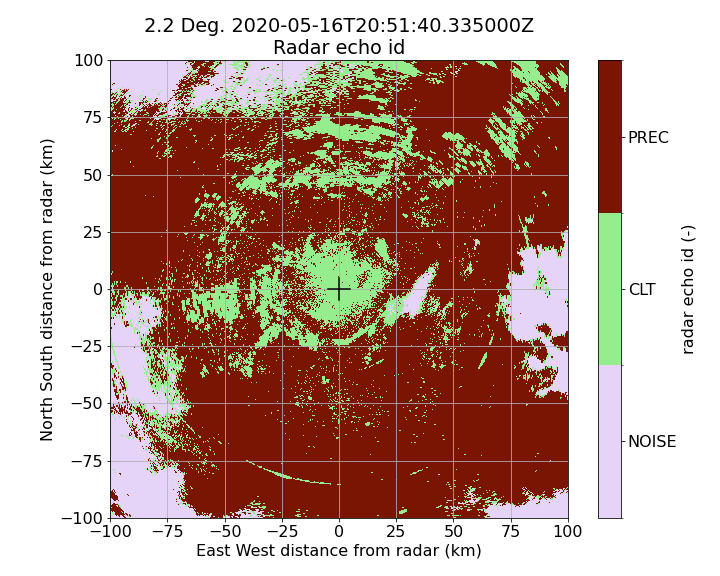 2.2 Deg. 2020-05-16T20:51:40.335000Z
Radar echo id
100
75
50
25
0
−25
−50
−75
−100
North South distance from radar (km)
−100 −75 −50 −25 0 25 50 75 100
East West distance from radar (km)
PREC
CLT
NOISE
radar echo id (-)